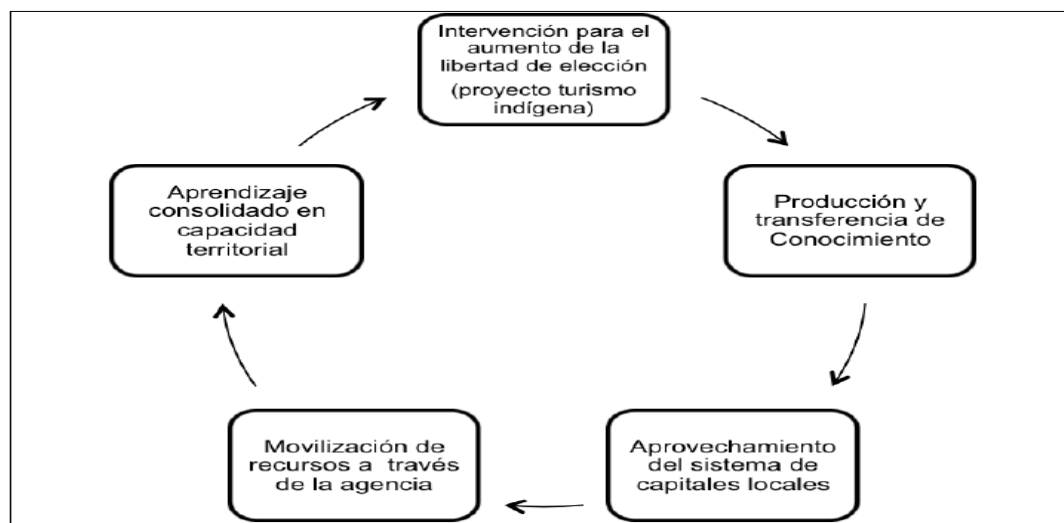 Intervención para el
aumento de la
libertad de elección
(proyecto turismo
indígena)
Producción y
transferencia de
Conocimiento
Aprovechamiento
del sistema de
capitales locales
Movilización de
recursos a través
de la agencia
Aprendizaje
consolidado en
capacidad
territorial